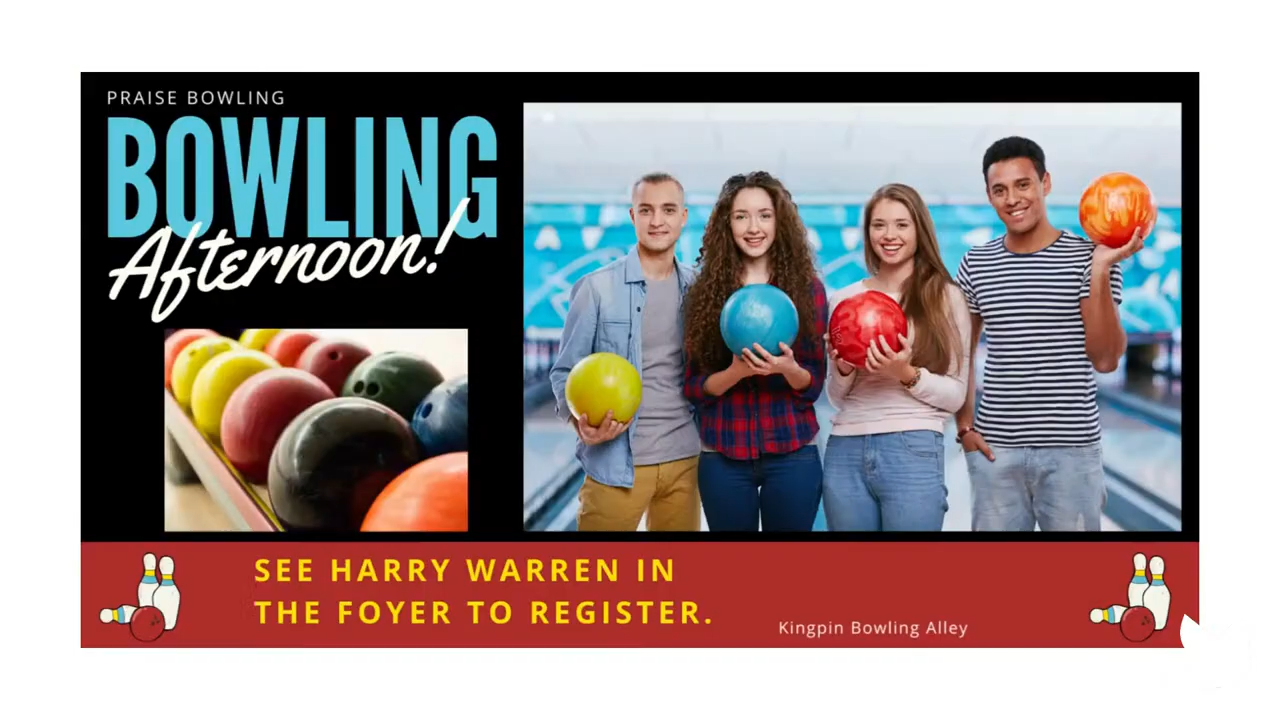 PRAISE BOWLING
BOWLING
Afternoon!
SEE HARRY WARREN IN
THE FOYER TO REGISTER.
Kingpin Bowling Alley